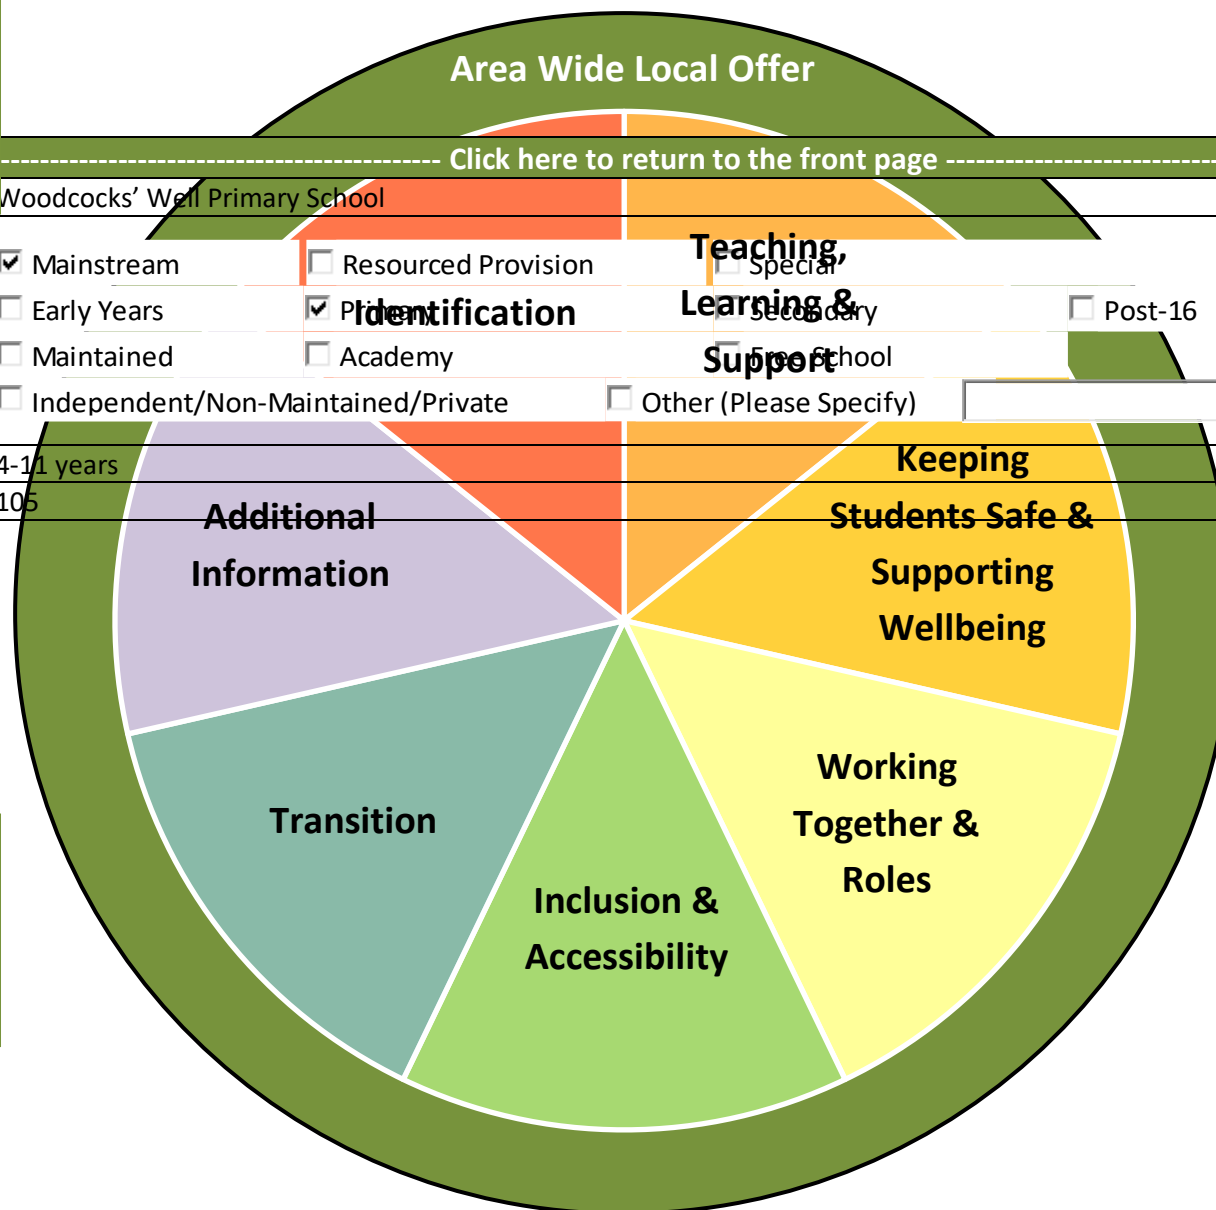 Area Wide Local Offer
-------------------------------------------- Click here to return to the front page ---------------------------
Woodcocks’ Well Primary School
Mainstream Resourced Provision Special
Early Years Primary Secondary Post-16
Maintained Academy Free School
Independent/Non-Maintained/Private Other (Please Specify)
4-11 years
105
Identification
Teaching,
Learning &
Support
Keeping
Students Safe &
Supporting
Wellbeing
Working
Together &
Roles
Inclusion &
Accessibility
Transition
Additional
Information